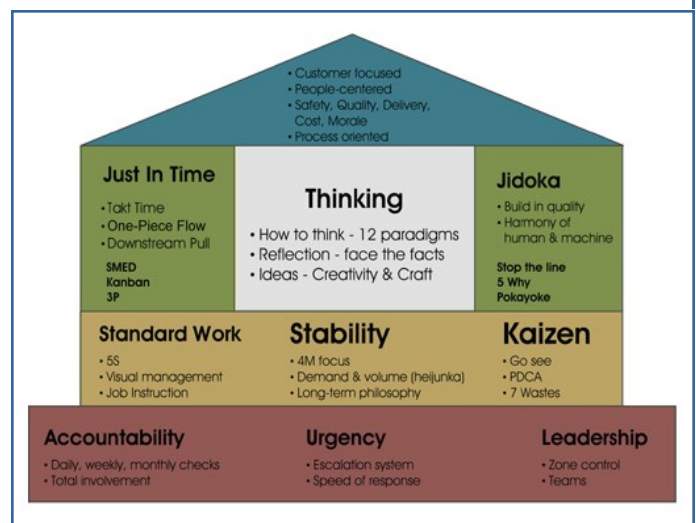 • Customer focused
• People-centered
• Safety, Quality, Delivery,
Cost, Morale
• Process oriented
Just In Time
• Takt Time
• One-Piece Flow
• Downstream Pull
SMED
Kanban
3P
Thinking
• How to think - 12 paradigms
• Reflection - face the facts
• Ideas - Creativity & Craft
Jidoka
• Build in quality
• Harmony of
human & machine
Stop the line
5 Why
Pokayoke
Standard Work
• 5S
• Visual management
• Job Instruction
Stability
• 4M focus
• Demand & volume (heijunka)
• Long-term philosophy
Kaizen
• Go see
• PDCA
• 7 Wastes
Accountability
• Daily, weekly, monthly checks
• Total involvement
Urgency
• Escalation system
• Speed of response
Leadership
• Zone control
• Teams